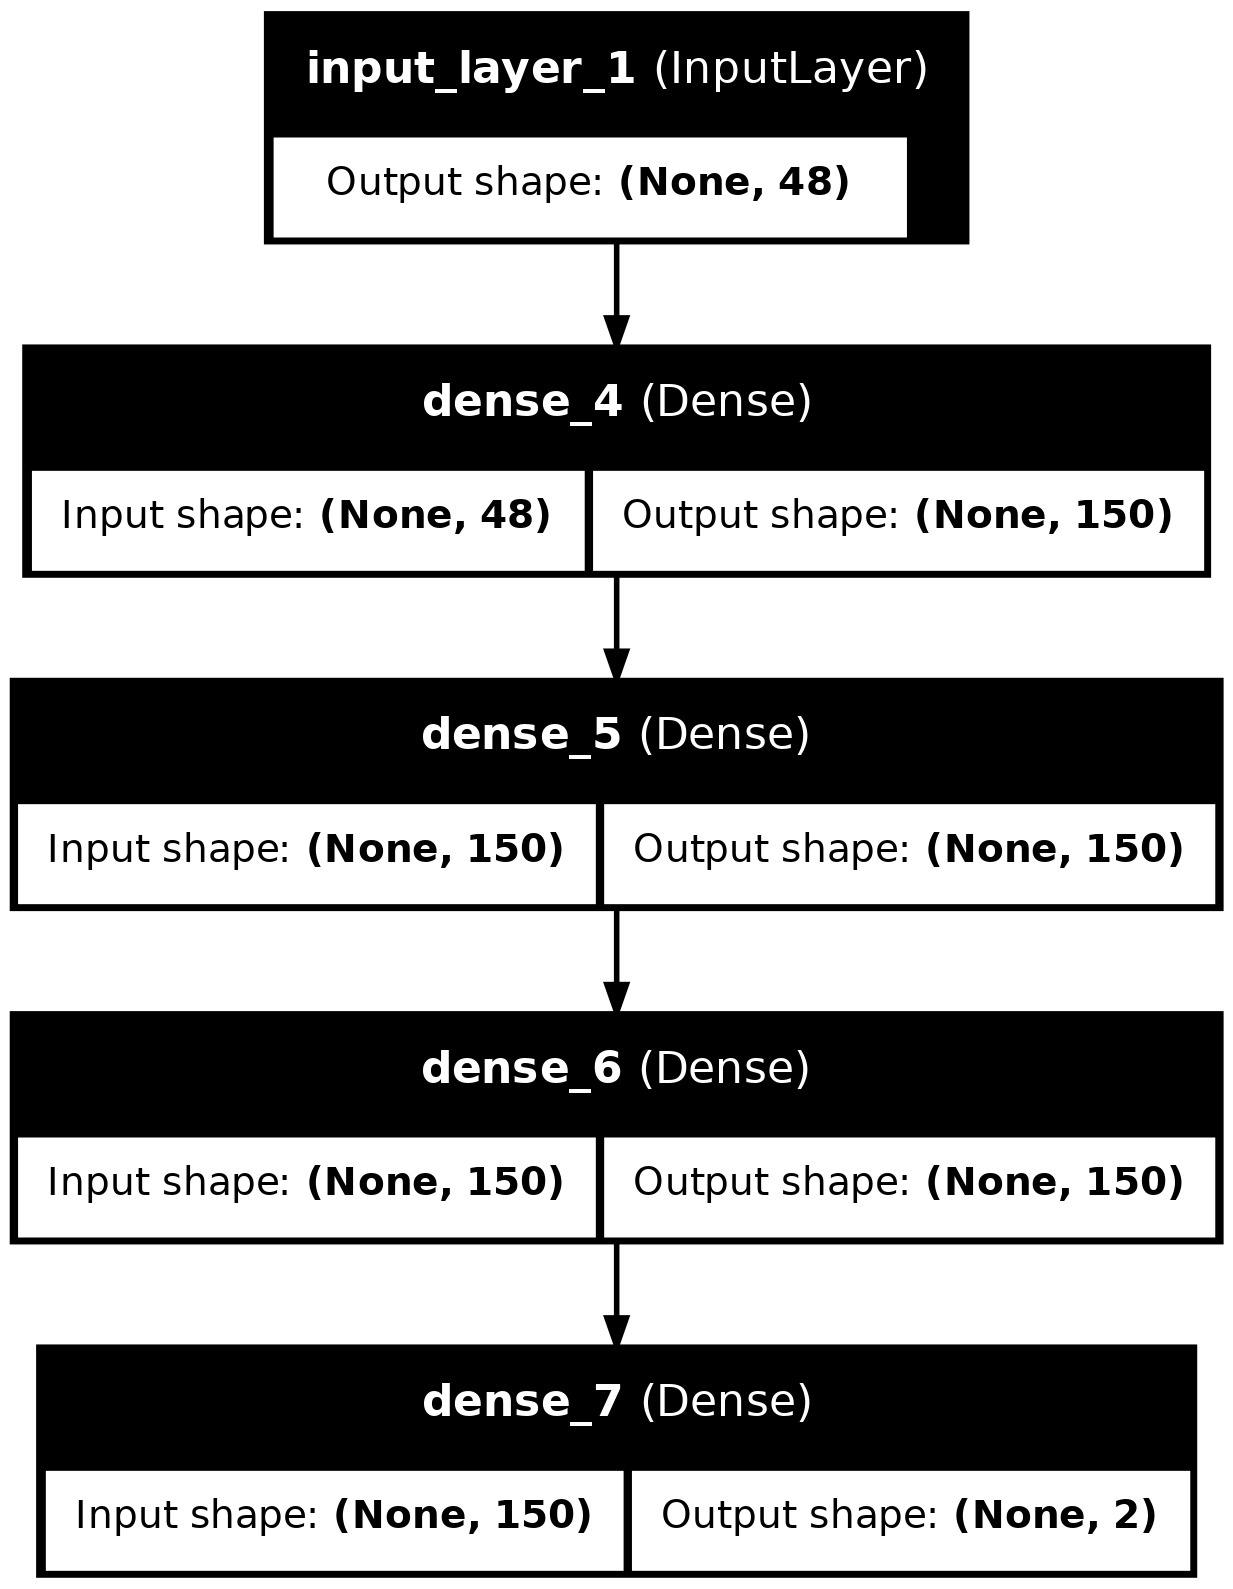 input_layer_1 (InputLayer)
Output shape: (None, 48)
dense_4 (Dense)
Input shape: (None, 48) Output shape: (None, 150)
dense_5 (Dense)
Input shape: (None, 150) Output shape: (None, 150)
dense_6 (Dense)
Input shape: (None, 150) Output shape: (None, 150)
dense_7 (Dense)
Input shape: (None, 150) Output shape: (None, 2)